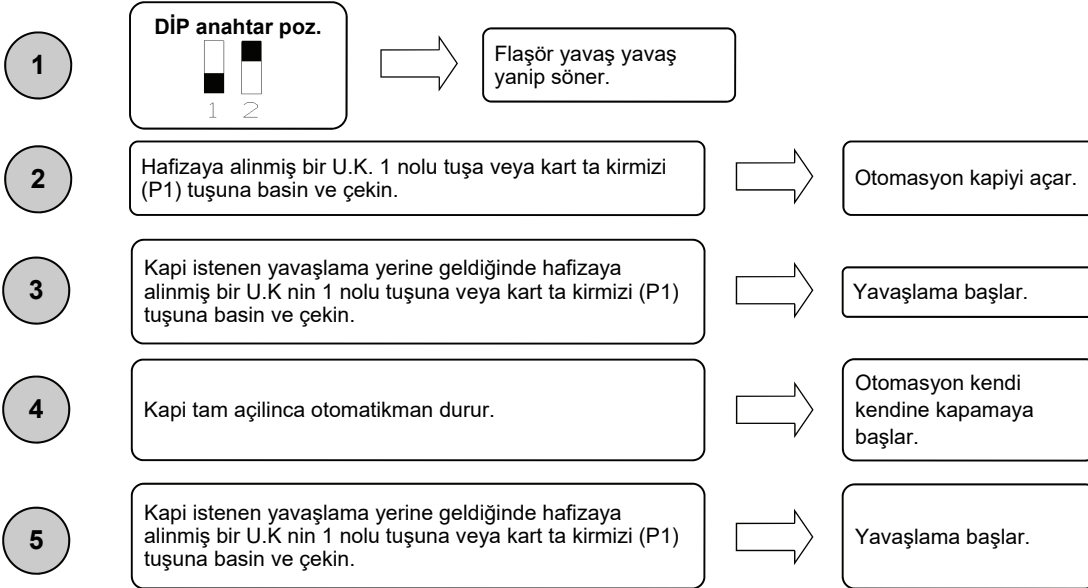 1
DİP anahtar poz.
1 2
Flaşör yavaş yavaş
yanip söner.
2
Hafizaya alinmiş bir U.K. 1 nolu tuşa veya kart ta kirmizi
(P1) tuşuna basin ve çekin.
Otomasyon kapiyi açar.
3
Kapi istenen yavaşlama yerine geldiğinde hafizaya
alinmiş bir U.K nin 1 nolu tuşuna veya kart ta kirmizi (P1)
tuşuna basin ve çekin.
Yavaşlama başlar.
4
Kapi tam açilinca otomatikman durur.
Otomasyon kendi
kendine kapamaya
başlar.
5
Kapi istenen yavaşlama yerine geldiğinde hafizaya
alinmiş bir U.K nin 1 nolu tuşuna veya kart ta kirmizi (P1)
tuşuna basin ve çekin.
Yavaşlama başlar.